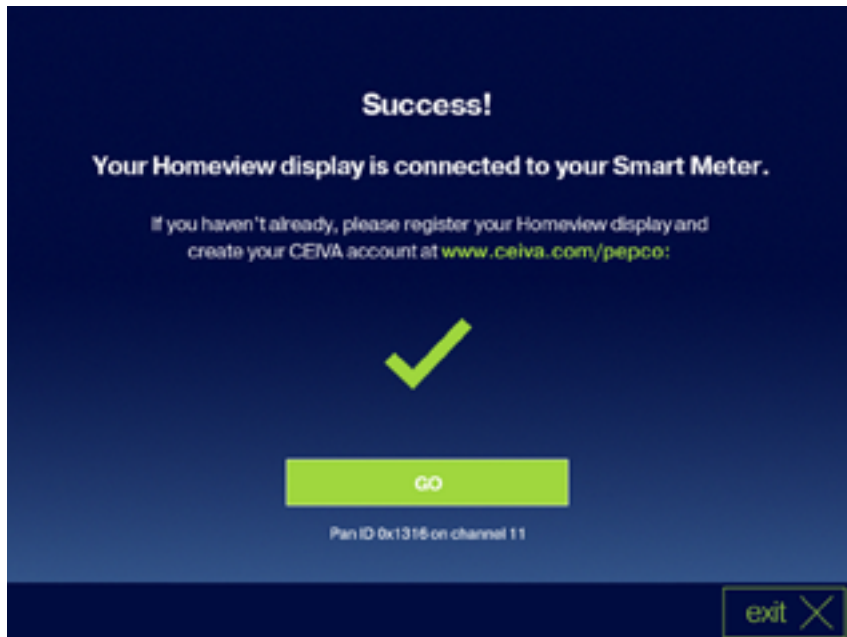 Success!
Your Homeview display is connected to your Smart Meter.
If you haven't already, please register your Homeview display and
create your CEIVA account at www.ceiva.com/pepco:
GO
Pan ID 0x1316 on channel 11
exit